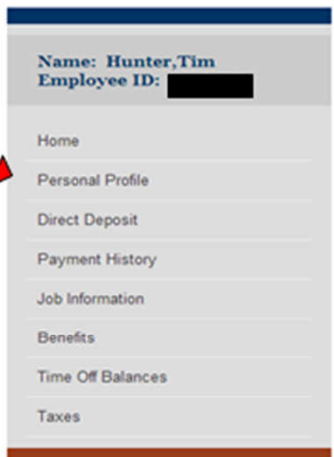 Name: Hunter,Tim
Employee ID:
Home
Personal Profile
Direct Deposit
Payment History
Job Information
Benefits
Time Off Balances
Taxes